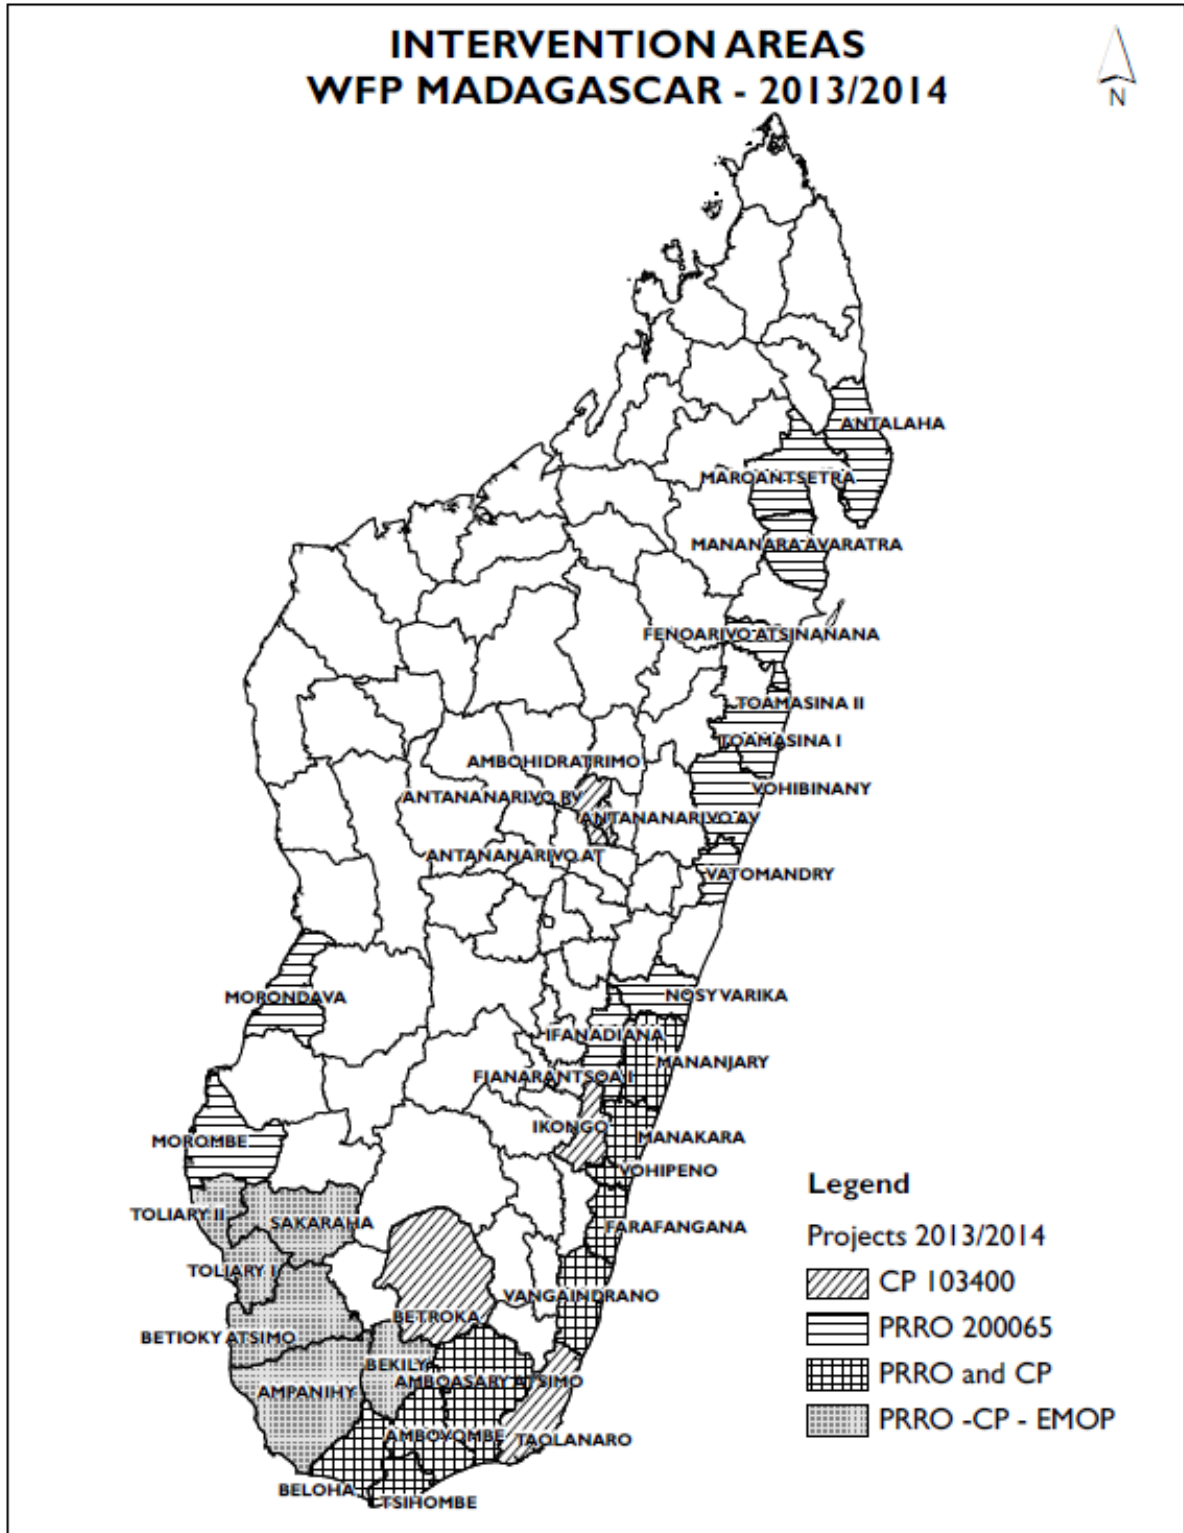 INTERVENTION AREAS
WFP MADAGASCAR - 2013/2014
N
ANTALAHA
MAROANTSETRA
MANANARA AVARATRA
FENOARIVO ATSINANANA
TOAMASINA II
TOAMASINA I
AMBOHIDRATRIMO
VOHIBINANY
ANTANANARIVO RV
ANTANANARIVO AV
ANTANANARIVO AT
VATOMANDRY
MORONDAVA
NOSY VARIKA
IFANADIANA
MANANJARY
FIANARANTSOA I
IKONGO
MANAKARA
MOROMBE
VOHIPENO
TOLIARY II
SAKARAHA
FARAFANGANA
TOLIARY I
VANGAINDRANO
BETROKA
BETIOKY ATSIMO
BEKILY
AMBOASARY ATSIMO
AMPANIHY
AMBOVOMBE
TAOLANARO
BELOHA
TSIHOMBE
Legend
Projects 2013/2014
CP 103400
PRRO 200065
PRRO and CP
PRRO -CP - EMOP